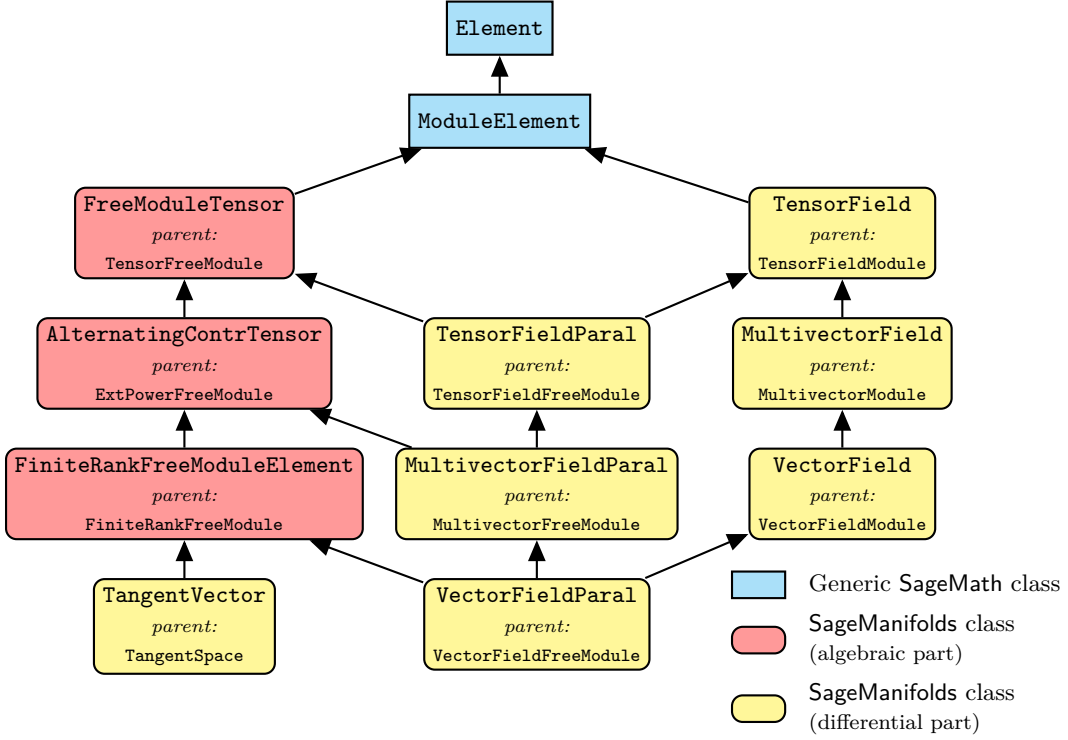 Element
ModuleElement
FreeModuleTensor
parent:
TensorFreeModule
TensorField
parent:
TensorFieldModule
AlternatingContrTensor
parent:
ExtPowerFreeModule
TensorFieldParal
parent:
TensorFieldFreeModule
MultivectorField
parent:
MultivectorModule
FiniteRankFreeModuleElement
parent:
FiniteRankFreeModule
MultivectorFieldParal
parent:
MultivectorFreeModule
VectorField
parent:
VectorFieldModule
TangentVector
parent:
TangentSpace
VectorFieldParal
parent:
VectorFieldFreeModule
Generic SageMath class
SageManifolds class
(algebraic part)
SageManifolds class
(differential part)